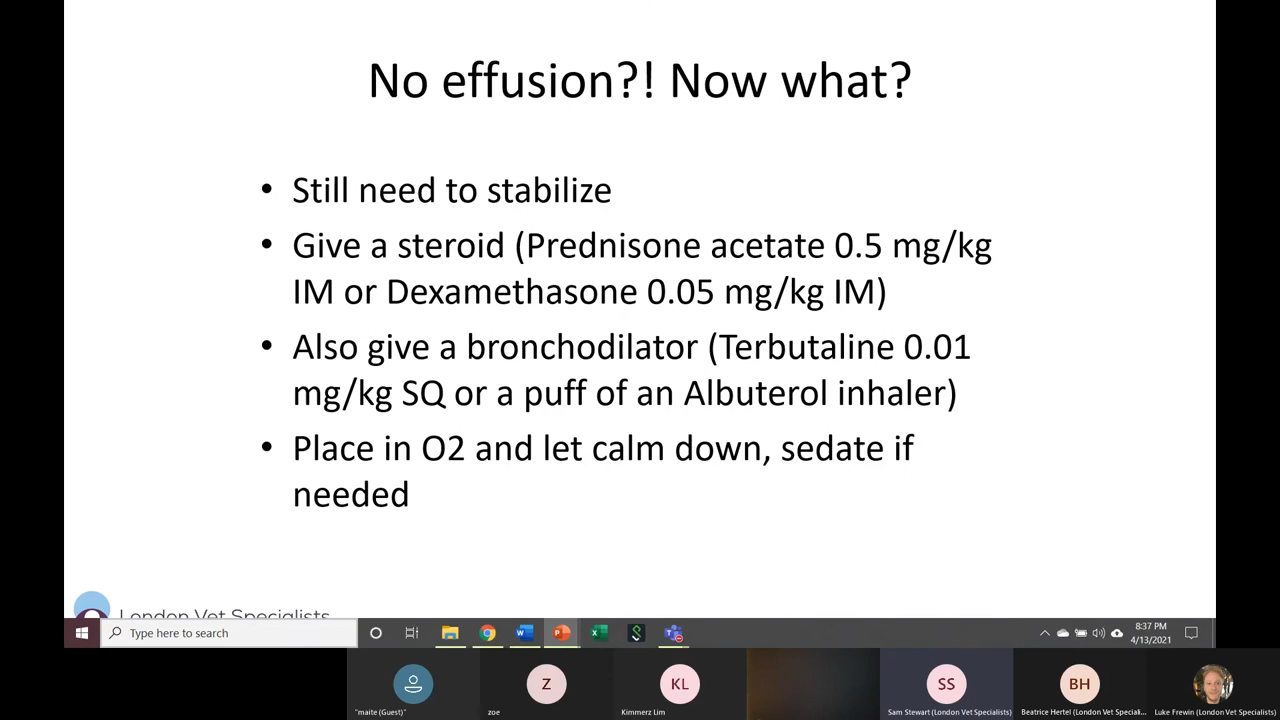 No effusion?! Now what?
• Still need to stabilize
• Give a steroid (Prednisone acetate 0.5 mg/kg
IM or Dexamethasone 0.05 mg/kg IM)
• Also give a bronchodilator (Terbutaline 0.01
mg/kg SQ or a puff of an Albuterol inhaler)
• Place in O2 and let calm down, sedate if
needed
London Vet Specialists
Type here to search
8:37 PM
4/13/2021
Z
KL
SS
BH
"maite (Guest)"
zoe
Kimmerz Lim
Sam Stewart (London Vet Specialists)
Beatrice Hertel (London Vet Speciali...
Luke Frewin (London Vet Specialists)